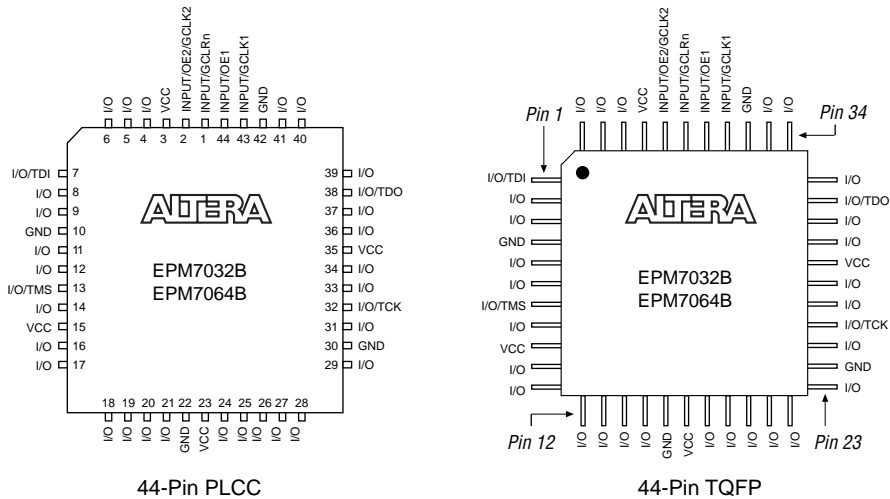 I/O
I/O
I/O
VCC
INPUT/OE2/GCLK2
INPUT/GCLRn
INPUT/OE1
INPUT/GCLK1
GND
I/O
I/O
6 5 4 3 2 1 44 43 42 41 40
I/O/TDI 7
I/O 8
I/O 9
GND 10
I/O 11
I/O 12
I/O/TMS 13
I/O 14
VCC 15
I/O 16
I/O 17
ALTERA
EPM7032B
EPM7064B
39 I/O
38 I/O/TDO
37 I/O
36 I/O
35 VCC
34 I/O
33 I/O
32 I/O/TCK
31 I/O
30 GND
29 I/O
18 19 20 21 22 23 24 25 26 27 28
I/O
I/O
I/O
I/O
GND
VCC
I/O
I/O
I/O
I/O
I/O
44-Pin PLCC
I/O
I/O
I/O
VCC
INPUT/OE2/GCLK2
INPUT/GCLRn
INPUT/OE1
INPUT/GCLK1
GND
I/O
I/O
Pin 1
Pin 34
I/O/TDI
I/O
I/O
GND
I/O
I/O
I/O/TMS
I/O
VCC
I/O
I/O
ALTERA
EPM7032B
EPM7064B
I/O
I/O/TDO
I/O
I/O
VCC
I/O
I/O
I/O/TCK
I/O
GND
I/O
Pin 12
Pin 23
I/O
I/O
I/O
I/O
GND
VCC
I/O
I/O
I/O
I/O
I/O
44-Pin TQFP